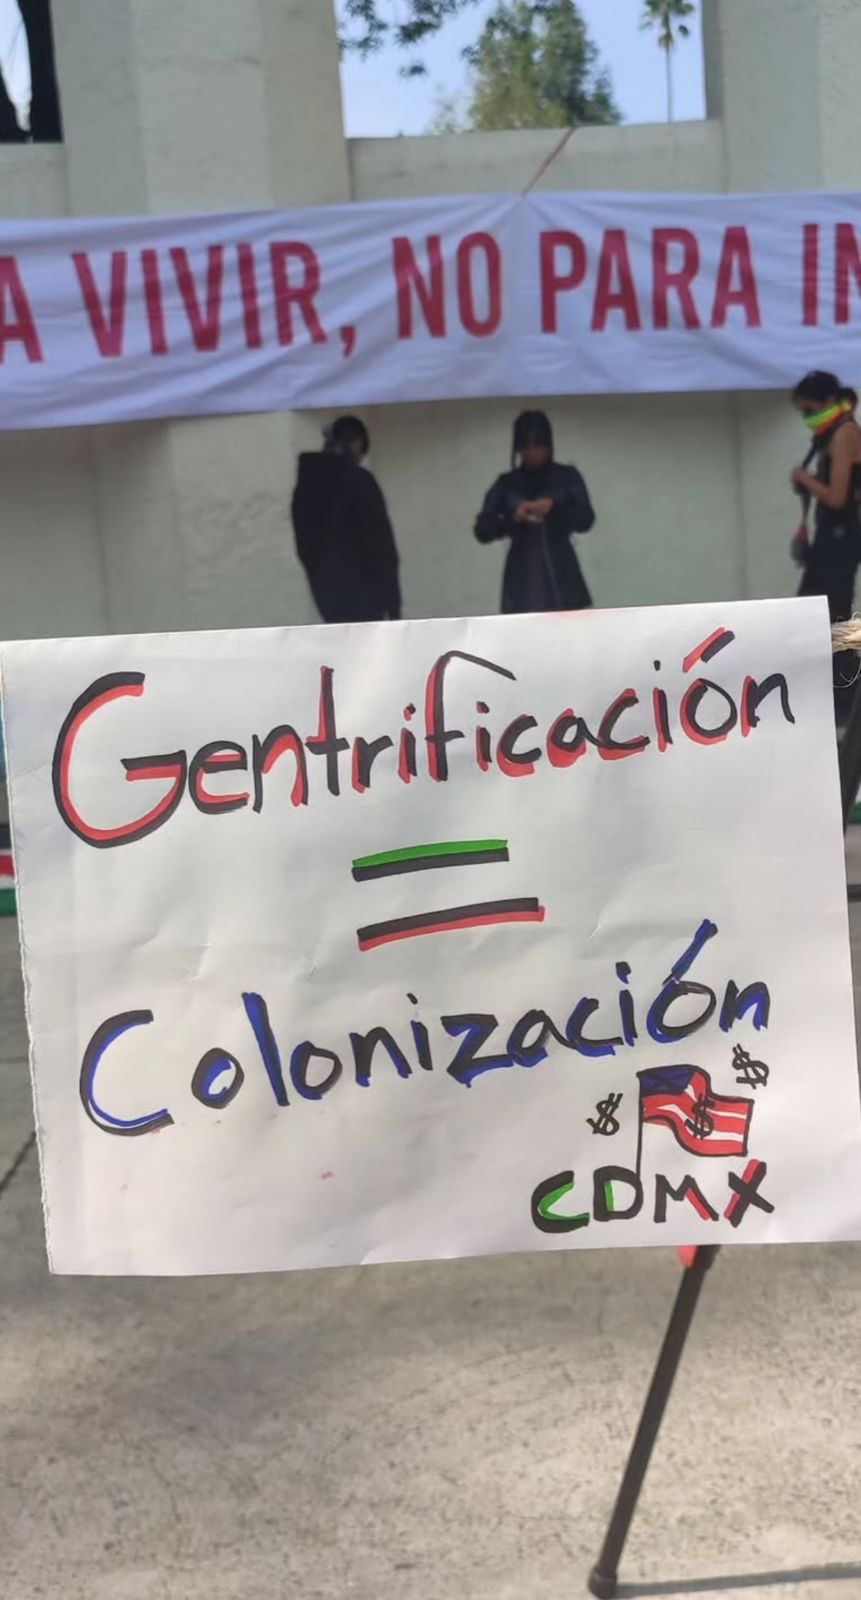 A VIVIR, NO PARA IN
Gentrificación
=
Colonización
$ $
$
CDMX